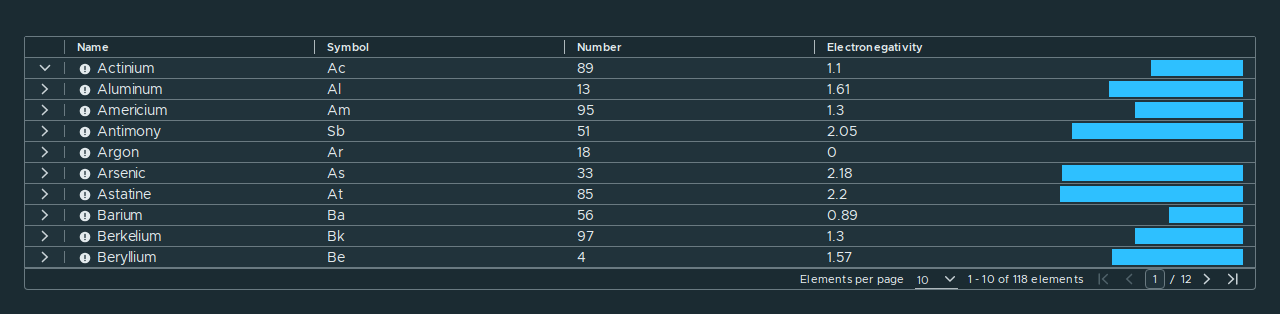 Name Symbol Number Electronegativity
Actinium Ac 89 1.1
Aluminum Al 13 1.61
Americium Am 95 1.3
Antimony Sb 51 2.05
Argon Ar 18 0
Arsenic As 33 2.18
Astatine At 85 2.2
Barium Ba 56 0.89
Berkelium Bk 97 1.3
Beryllium Be 4 1.57
Elements per page 10 1 - 10 of 118 elements 1 / 12